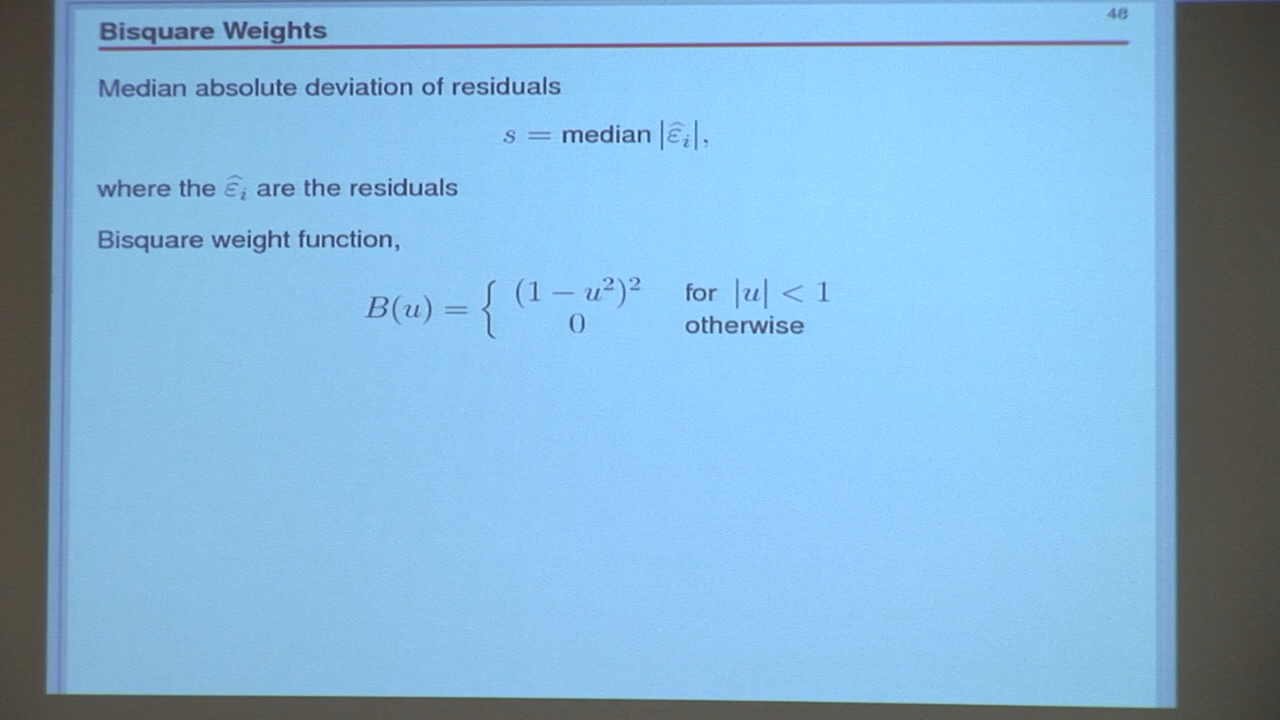 48
Bisquare Weights
Median absolute deviation of residuals
s = median |ε̂ᵢ|,
where the ε̂ᵢ are the residuals
Bisquare weight function,
B(u) = { (1 − u²)² for |u| < 1
0 otherwise